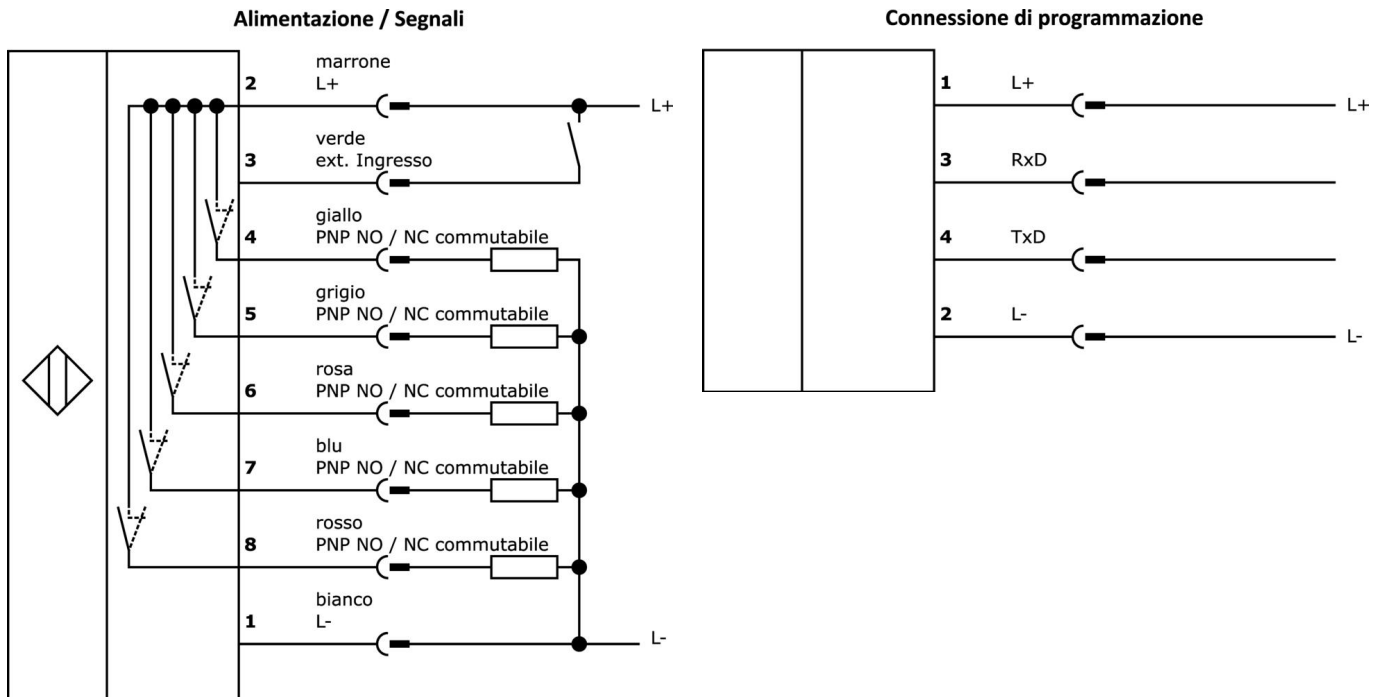 Alimentazione / Segnali
marrone
2 L+
L+
verde
3 ext. Ingresso
giallo
4 PNP NO / NC commutabile
grigio
5 PNP NO / NC commutabile
rosa
6 PNP NO / NC commutabile
blu
7 PNP NO / NC commutabile
rosso
8 PNP NO / NC commutabile
bianco
1 L-
L-
Connessione di programmazione
1 L+
L+
3 RxD
4 TxD
2 L-
L-